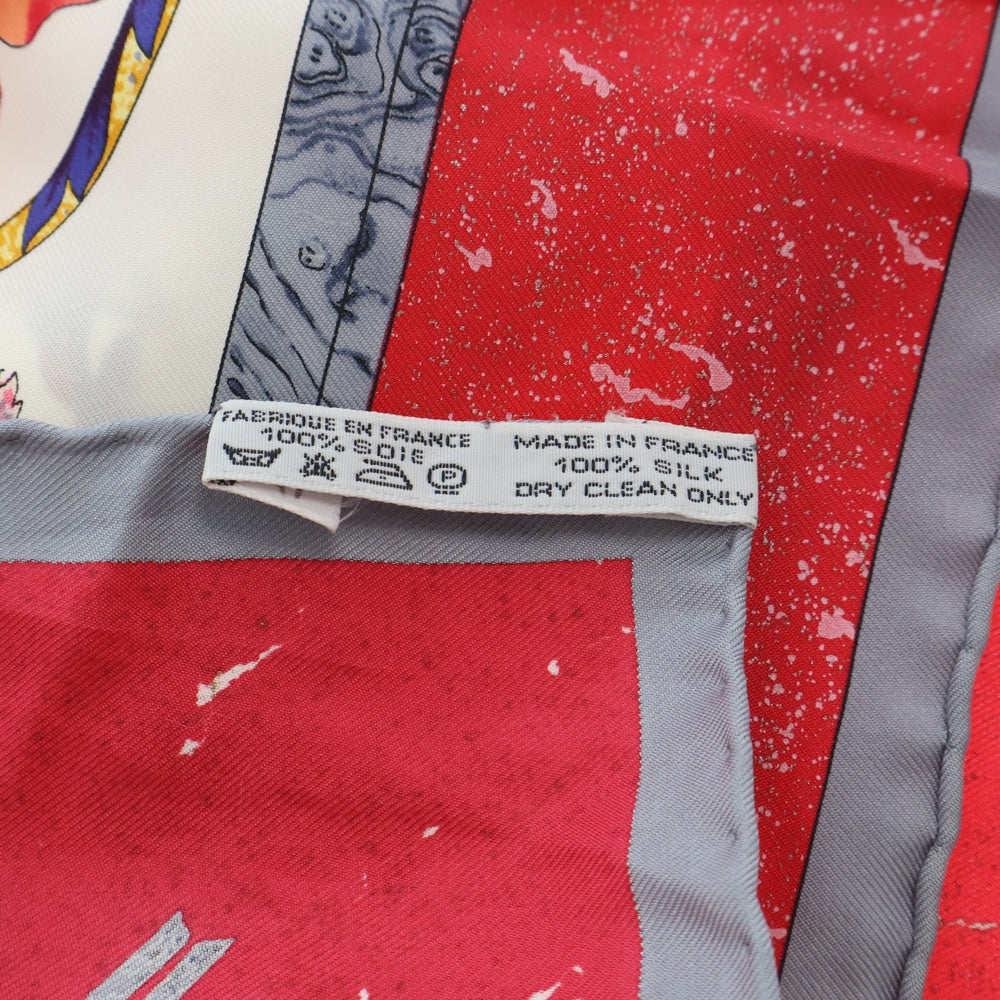 FABRIQUE EN FRANCE
100% SOIE
P
MADE IN FRANCE
100% SILK
DRY CLEAN ONLY